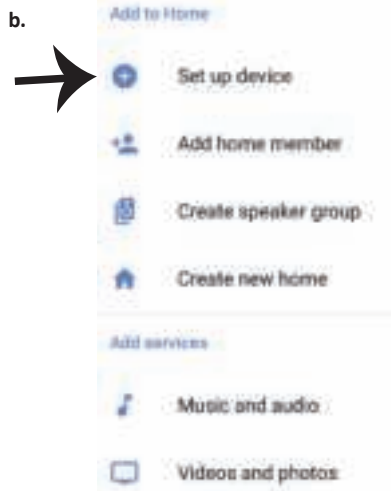 b.
Add to Home
Set up device
Add home member
Create speaker group
Create new home
Add services
Music and audio
Videos and photos